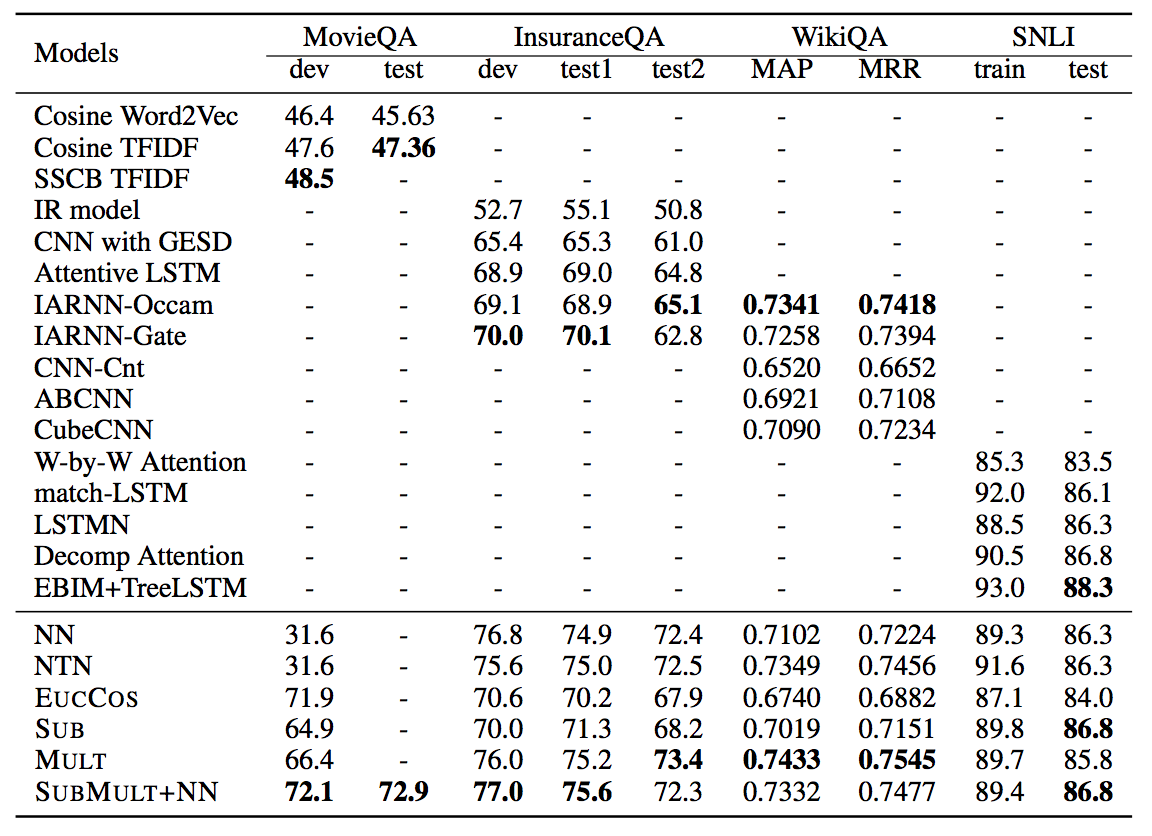 Models MovieQA InsuranceQA WikiQA SNLI
dev test dev test1 test2 MAP MRR train test
Cosine Word2Vec 46.4 45.63 - - - - - - -
Cosine TFIDF 47.6 47.36 - - - - - - -
SSCB TFIDF 48.5 - - - - - - - -
IR model - - 52.7 55.1 50.8 - - - -
CNN with GESD - - 65.4 65.3 61.0 - - - -
Attentive LSTM - - 68.9 69.0 64.8 - - - -
IARNN-Occam - - 69.1 68.9 65.1 0.7341 0.7418 - -
IARNN-Gate - - 70.0 70.1 62.8 0.7258 0.7394 - -
CNN-Cnt - - - - - 0.6520 0.6652 - -
ABCNN - - - - - 0.6921 0.7108 - -
CubeCNN - - - - - 0.7090 0.7234 - -
W-by-W Attention - - - - - - - 85.3 83.5
match-LSTM - - - - - - - 92.0 86.1
LSTMN - - - - - - - 88.5 86.3
Decomp Attention - - - - - - - 90.5 86.8
EBIM+TreeLSTM - - - - - - - 93.0 88.3
NN 31.6 - 76.8 74.9 72.4 0.7102 0.7224 89.3 86.3
NTN 31.6 - 75.6 75.0 72.5 0.7349 0.7456 91.6 86.3
EUCCOS 71.9 - 70.6 70.2 67.9 0.6740 0.6882 87.1 84.0
SUB 64.9 - 70.0 71.3 68.2 0.7019 0.7151 89.8 86.8
MULT 66.4 - 76.0 75.2 73.4 0.7433 0.7545 89.7 85.8
SUBMULT+NN 72.1 72.9 77.0 75.6 72.3 0.7332 0.7477 89.4 86.8